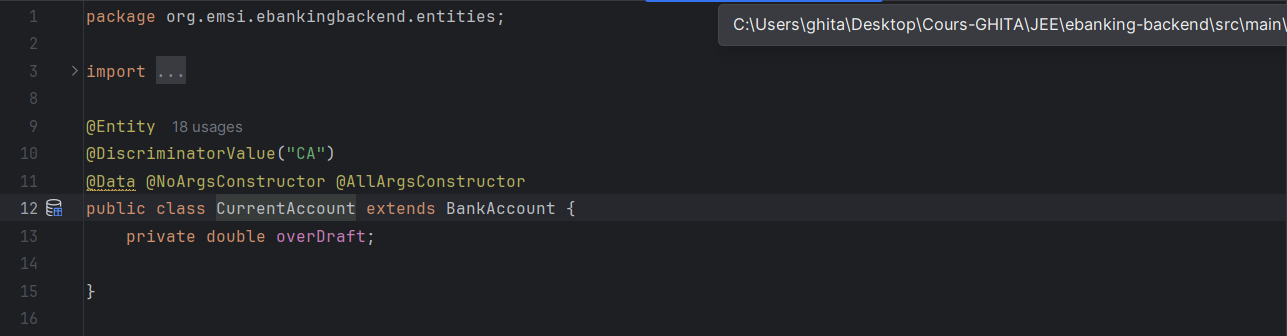 1 package org.emsi.ebankingbackend.entities;
C:\Users\ghita\Desktop\Cours-GHITA\JEE\ebanking-backend\src\main\
2
3 import ...
8
9 @Entity 18 usages
10 @DiscriminatorValue("CA")
11 @Data @NoArgsConstructor @AllArgsConstructor
12 public class CurrentAccount extends BankAccount {
13 private double overDraft;
14
15 }
16